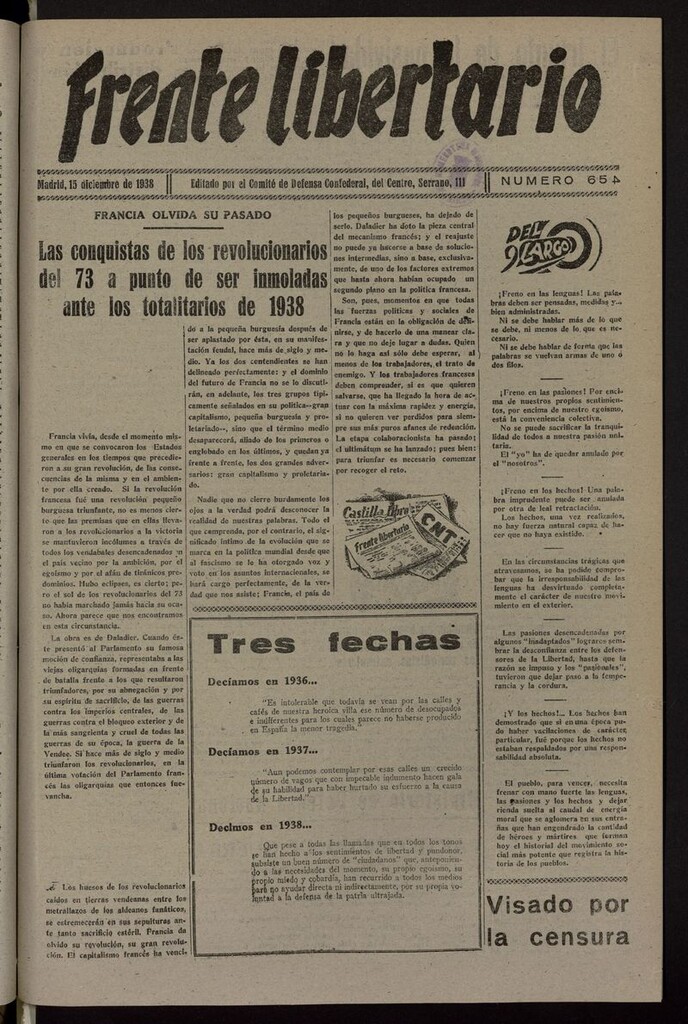 Frente libertario
Madrid, 15 diciembre de 1938
Editado por el Comité de Defensa Confederal, del Centro, Serrano, 111
NUMERO 654
FRANCIA OLVIDA SU PASADO
Las conquistas de los revolucionarios
del 73 a punto de ser inmoladas
ante los totalitarios de 1938
Francia vivía, desde el momento mis-
mo en que se convocaron los Estados
generales en los tiempos que precedie-
ron a su gran revolución, de las conse-
cuencias de la misma y en el ambien-
te por ella creado. Si la revolución
francesa fué una revolución pequeño
burguesa triunfante, no es menos cier-
to que las premisas que en ellas lleva-
ron a los revolucionarios a la victoria
se mantuvieron incólumes a través de
todos los vendabales desencadenados en
el país vecino por la ambición, por el
egoísmo y por el afán de tiránicos pre-
dominios. Hubo eclipses, es cierto; pe-
ro el sol de los revolucionarios del 73
no había marchado jamás hacia su oca-
so. Ahora parece que nos encontramos
en esta circunstancia.
La obra es de Daladier. Cuando és-
te presentó al Parlamento su famosa
moción de confianza, representaba a las
viejas oligarquías formadas en frente
de batalla frente a los que resultaron
triunfadores, por su abnegación y por
su espíritu de sacrificio, de las guerras
contra los imperios centrales, de las
guerras contra el bloqueo exterior y de
la más sangrienta y cruel de todas las
guerras de su época, la guerra de la
Vendee. Si hace más de siglo y medio
triunfaron los revolucionarios, en la
última votación del Parlamento fran-
cés las oligarquías que entonces fue-
vancha.
Los huesos de los revolucionarios
caídos en tierras vendeanas entre los
metrallazos de los aldeanos fanáticos,
se estremecerán en sus sepulturas an-
te tanto sacrificio estéril. Francia da
olvido su revolución, su gran revolu-
ción. El capitalismo francés ha venci-
do a la pequeña burguesía después de
ser aplastado por ésta, en su manifes-
tación feudal, hace más de siglo y me-
dio. Ya los dos contendientes se han
delineado perfectamente: y el dominio
del futuro de Francia no se lo discuti-
rán, en adelante, los tres grupos típi-
camente señalados en su política—gran
capitalismo, pequeña burguesía y pro-
letariado—, sino que el término medio
desaparecerá, aliado de los primeros o
englobado en los últimos, y quedan ya
frente a frente, los dos grandes adver-
sarios: gran capitalismo y proletaria-
do.
Nadie que no cierre burdamente los
ojos a la verdad podrá desconocer la
realidad de nuestras palabras. Todo el
que comprenda, por el contrario, el sig-
nificado íntimo de la evolución que se
marca en la política mundial desde que
al fascismo se le ha otorgado voz y
voto en los asuntos internacionales, se
hará cargo perfectamente, de la ver-
dad que nos asiste; Francia, el país de
los pequeños burgueses, ha dejado de
serlo. Daladier ha doto la pieza central
del mecanismo francés; y el reajuste
no puede ya hacerse a base de solucio-
nes intermedias, sino a base, exclusiva-
mente, de uno de los factores extremos
que hasta ahora habían ocupado un
segundo plano en la política francesa.
Son, pues, momentos en que todas
las fuerzas políticas y sociales de
Francia están en la obligación de defi-
nirse, y de hacerlo de una manera cla-
ra y que no deje lugar a dudas. Quien
no la haga así sólo debe esperar, al
menos de los trabajadores, el trato de
enemigo. Y los trabajadores franceses
deben comprender, si es que quieren
salvarse, que ha llegado la hora de ac-
tuar con la máxima rapidez y energía,
si no quieren ver perdidos para siem-
pre sus más puros afanes de redención.
La etapa colaboracionista ha pasado;
el ultimátum se ha lanzado; pues bien:
para triunfar es necesario comenzar
por recoger el reto.
Castilla libre
frente libertario
CNT
Tres fechas
Decíamos en 1936...
"Es intolerable que todavía se vean por las calles y
cafés de nuestra heroica villa ese número de desocupados
e indiferentes para los cuales parece no haberse producido
en España la menor tragedia."
Decíamos en 1937...
"Aun podemos contemplar por esas calles un crecido
número de vagos que con impecable indumento hacen gala
de su habilidad para haber hurtado su esfuerzo a la causa
de la Libertad."
Decimos en 1938...
Que pese a todas las llamadas que en todos los tonos
se han hecho a los sentimientos de libertad y pundonor,
subsiste un buen número de "ciudadanos" que, anteponien-
do a las necesidades del momento, su propio egoísmo, su
propio miedo y cobardía, han recurrido a todos los medios
para no ayudar directa ni indirectamente, por su propia vo-
luntad a la defensa de la patria ultrajada.
DEL
9
LARGO
¡Freno en las lenguas! Las pala-
bras deben ser pensadas, medidas y...
bien administradas.
Ni se debe hablar más de lo que
se debe, ni menos de lo que es ne-
cesario.
Ni se debe hablar de forma que las
palabras se vuelvan armas de uno o
dos filos.
¡Freno en las pasiones! Por enci-
ma de nuestros propios sentimien-
tos, por encima de nuestro egoísmo,
está la conveniencia colectiva.
No se puede sacrificar la tranqui-
lidad de todos a nuestra pasión uni-
taria.
El "yo" ha de quedar anulado por
el "nosotros".
¡Freno en los hechos! Una pala-
bra imprudente puede ser anulada
por otra de leal retractación.
Los hechos, una vez realizados,
no hay fuerza natural capaz de ha-
cer que no haya existido.
En las circunstancias trágicas que
atravesamos, se ha podido compro-
bar que la irresponsabilidad de las
lenguas ha desvirtuado completa-
mente el carácter de nuestro movi-
miento en el exterior.
Las pasiones desencadenadas por
algunos "inadaptados" lograron sem-
brar la desconfianza entre los defen-
sores de la Libertad, hasta que la
razón se impuso y los "pasionales",
tuvieron que dejar paso a la tempe-
rancia y la cordura.
¡Y los hechos!... Los hechos han
demostrado que si en una época pu-
do haber vacilaciones de carácter
particular, fué porque los hechos no
estaban respaldados por una respon-
sabilidad absoluta.
El pueblo, para vencer, necesita
frenar con mano fuerte las lenguas,
las pasiones y los hechos y dejar
rienda suelta al caudal de energía
moral que se aglomera en sus entra-
ñas que han engendrado la cantidad
de héroes y mártires que forman
hoy el historial del movimiento so-
cial más potente que registra la his-
toria de los pueblos.
Visado por
la censura